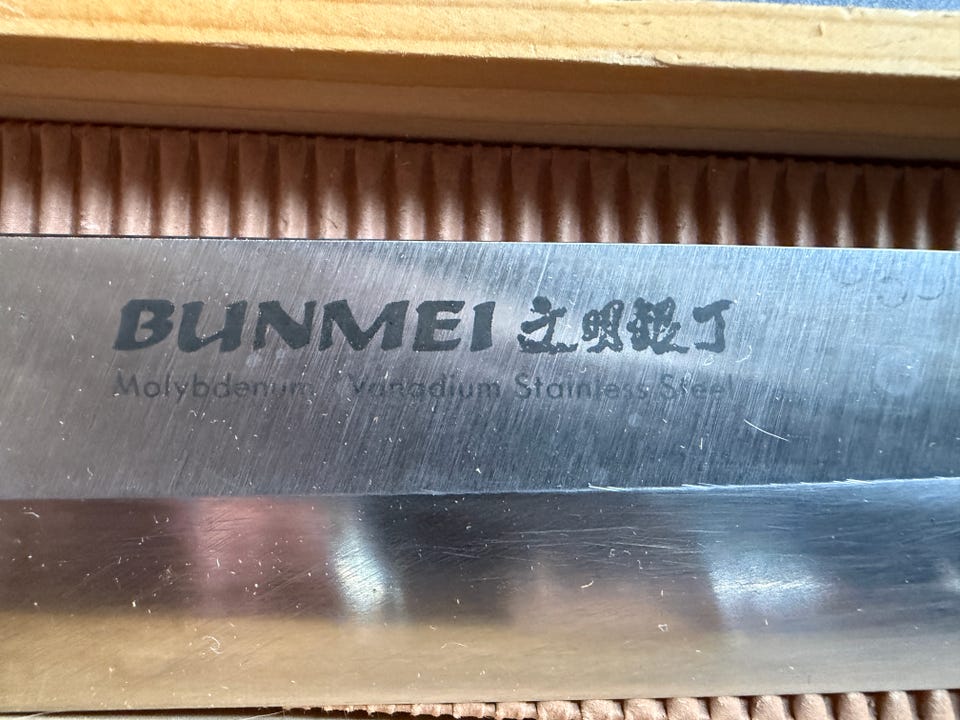 BUNMEI 文明銀丁
Molybdenum Vanadium Stainless Steel